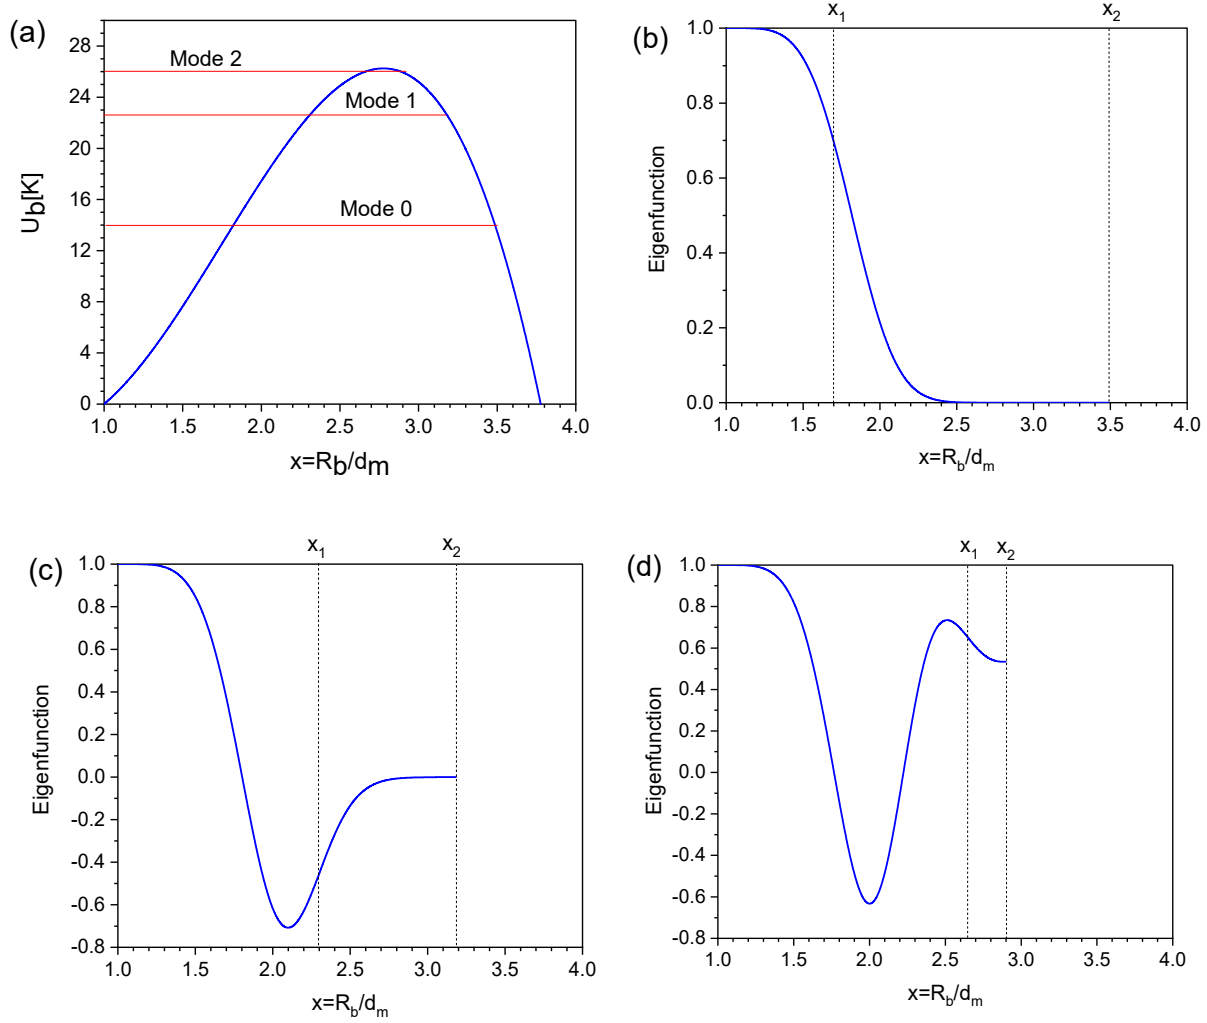 (a)
28
24
20
16
12
8
4
0
U_b[K]
Mode 2
Mode 1
Mode 0
1.0 1.5 2.0 2.5 3.0 3.5 4.0
x=R_b/d_m
(b)
x_1 x_2
1.0
0.8
0.6
0.4
0.2
0.0
Eigenfunction
1.0 1.5 2.0 2.5 3.0 3.5 4.0
x=R_b/d_m
(c)
x_1 x_2
1.0
0.8
0.6
0.4
0.2
0.0
-0.2
-0.4
-0.6
-0.8
Eigenfunction
1.0 1.5 2.0 2.5 3.0 3.5 4.0
x=R_b/d_m
(d)
x_1 x_2
1.0
0.8
0.6
0.4
0.2
0.0
-0.2
-0.4
-0.6
-0.8
Eigenfunction
1.0 1.5 2.0 2.5 3.0 3.5 4.0
x=R_b/d_m